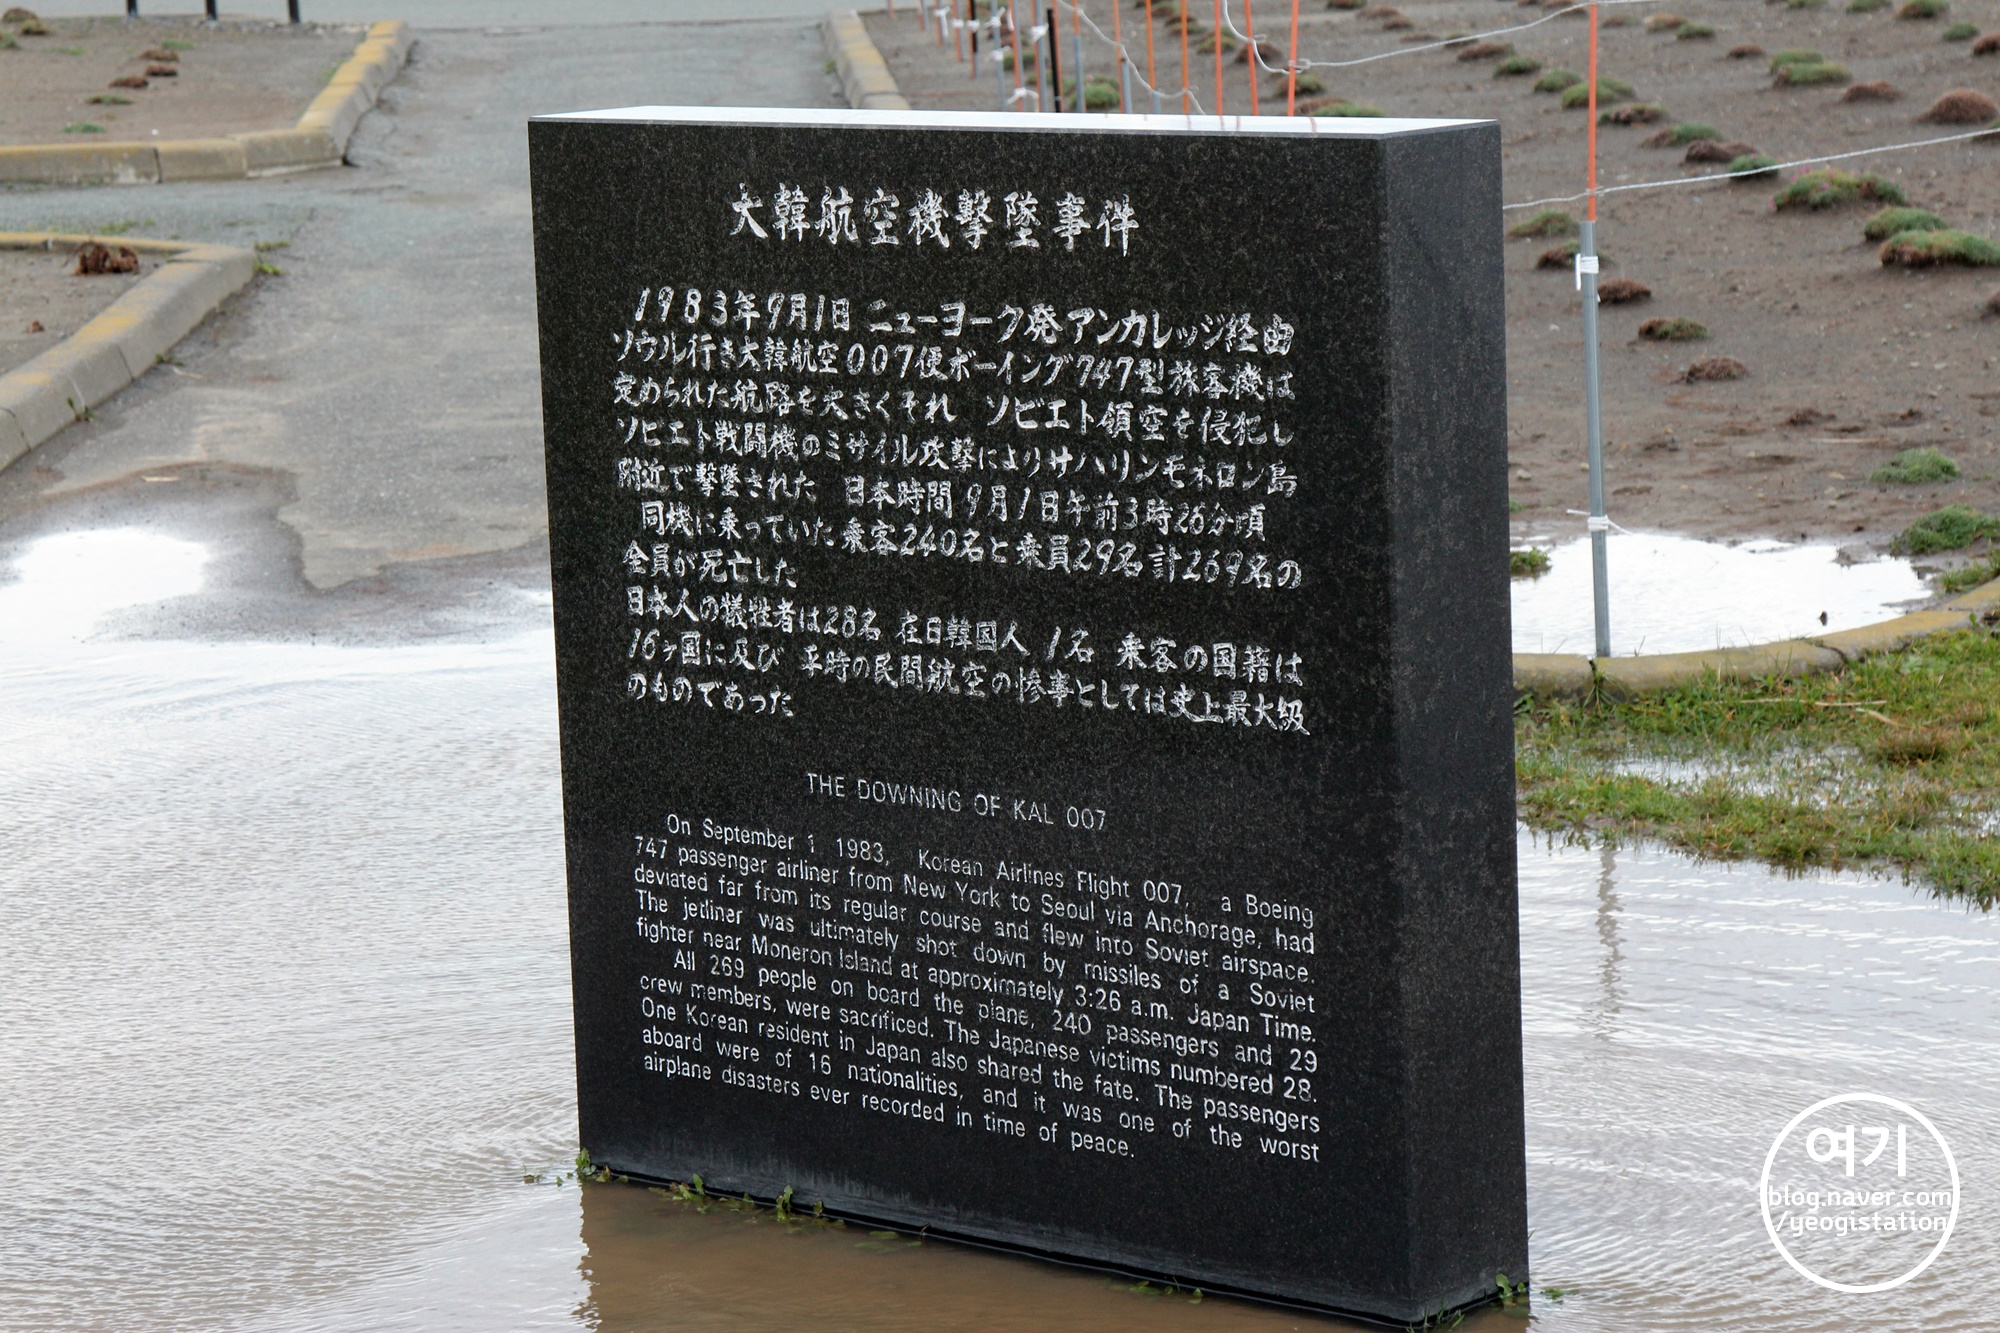 大韓航空機撃墜事件
1983年9月1日 ニューヨーク発アンカレッジ経由
ソウル行き大韓航空007便ボーイング747型旅客機は
定められた航路を大きくそれ ソビエト領空を侵犯し
ソビエト戦闘機のミサイル攻撃によりサハリンモネロン島
附近で撃墜された 日本時間9月1日午前3時26分頃
同機に乗っていた乗客240名と乗員29名計269名の
全員が死亡した
日本人の犠牲者は28名 在日韓国人 1名 乗客の国籍は
16ヶ国に及び 平時の民間航空の惨事としては史上最大級
のものであった
THE DOWNING OF KAL 007
On September 1 1983, Korean Airlines Flight 007, a Boeing
747 passenger airliner from New York to Seoul via Anchorage, had
deviated far from its regular course and flew into Soviet airspace.
The jetliner was ultimately shot down by missiles of a Soviet
fighter near Moneron Island at approximately 3:26 a.m. Japan Time.
All 269 people on board the plane, 240 passengers and 29
crew members, were sacrificed. The Japanese victims numbered 28.
One Korean resident in Japan also shared the fate. The passengers
aboard were of 16 nationalities, and it was one of the worst
airplane disasters ever recorded in time of peace.
여기
blog.naver.com
/yeogistation